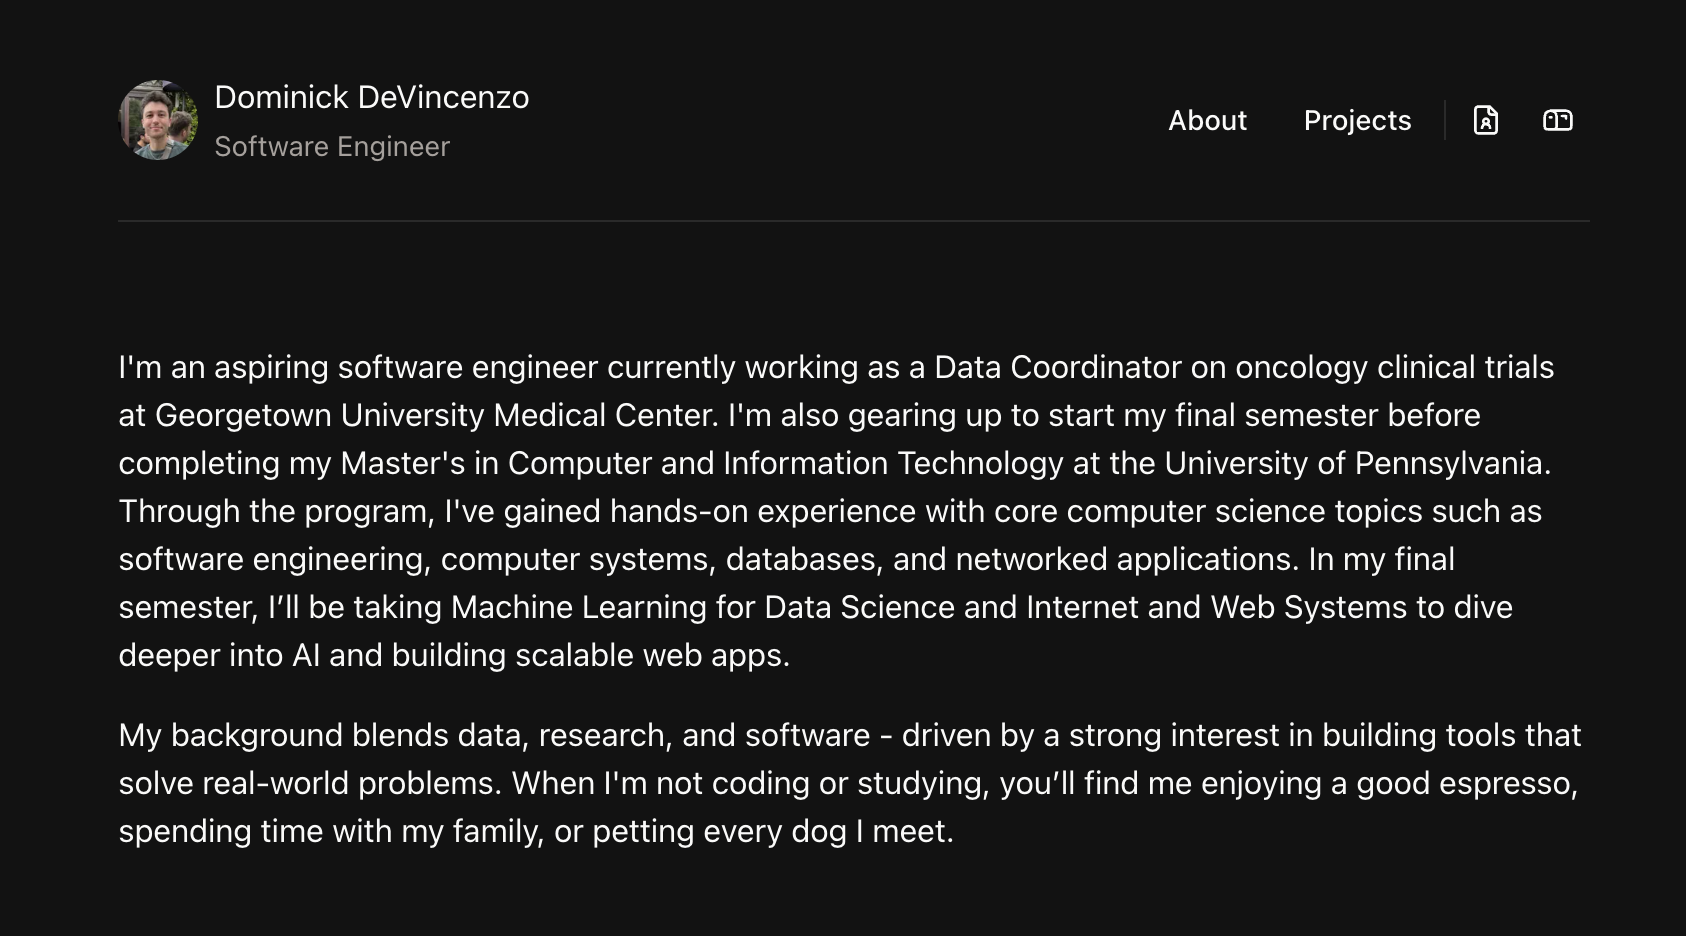 Dominick DeVincenzo
Software Engineer
About
Projects
I'm an aspiring software engineer currently working as a Data Coordinator on oncology clinical trials
at Georgetown University Medical Center. I'm also gearing up to start my final semester before
completing my Master's in Computer and Information Technology at the University of Pennsylvania.
Through the program, I've gained hands-on experience with core computer science topics such as
software engineering, computer systems, databases, and networked applications. In my final
semester, I’ll be taking Machine Learning for Data Science and Internet and Web Systems to dive
deeper into AI and building scalable web apps.
My background blends data, research, and software - driven by a strong interest in building tools that
solve real-world problems. When I'm not coding or studying, you’ll find me enjoying a good espresso,
spending time with my family, or petting every dog I meet.